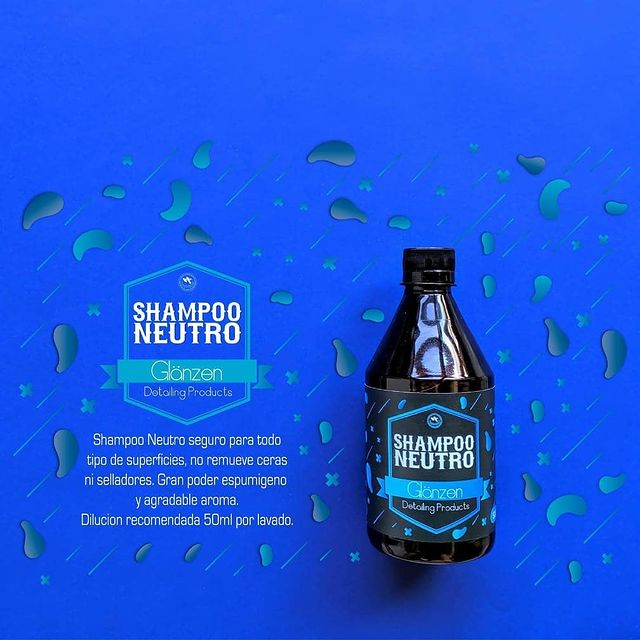 SHAMPOO
NEUTRO
Glänzen
Detailing Products
Shampoo Neutro seguro para todo
tipo de superficies, no remueve ceras
ni selladores. Gran poder espumigeno
y agradable aroma.
Dilucion recomendada 50ml por lavado.
SHAMPOO
NEUTRO
Glänzen
Detailing Products